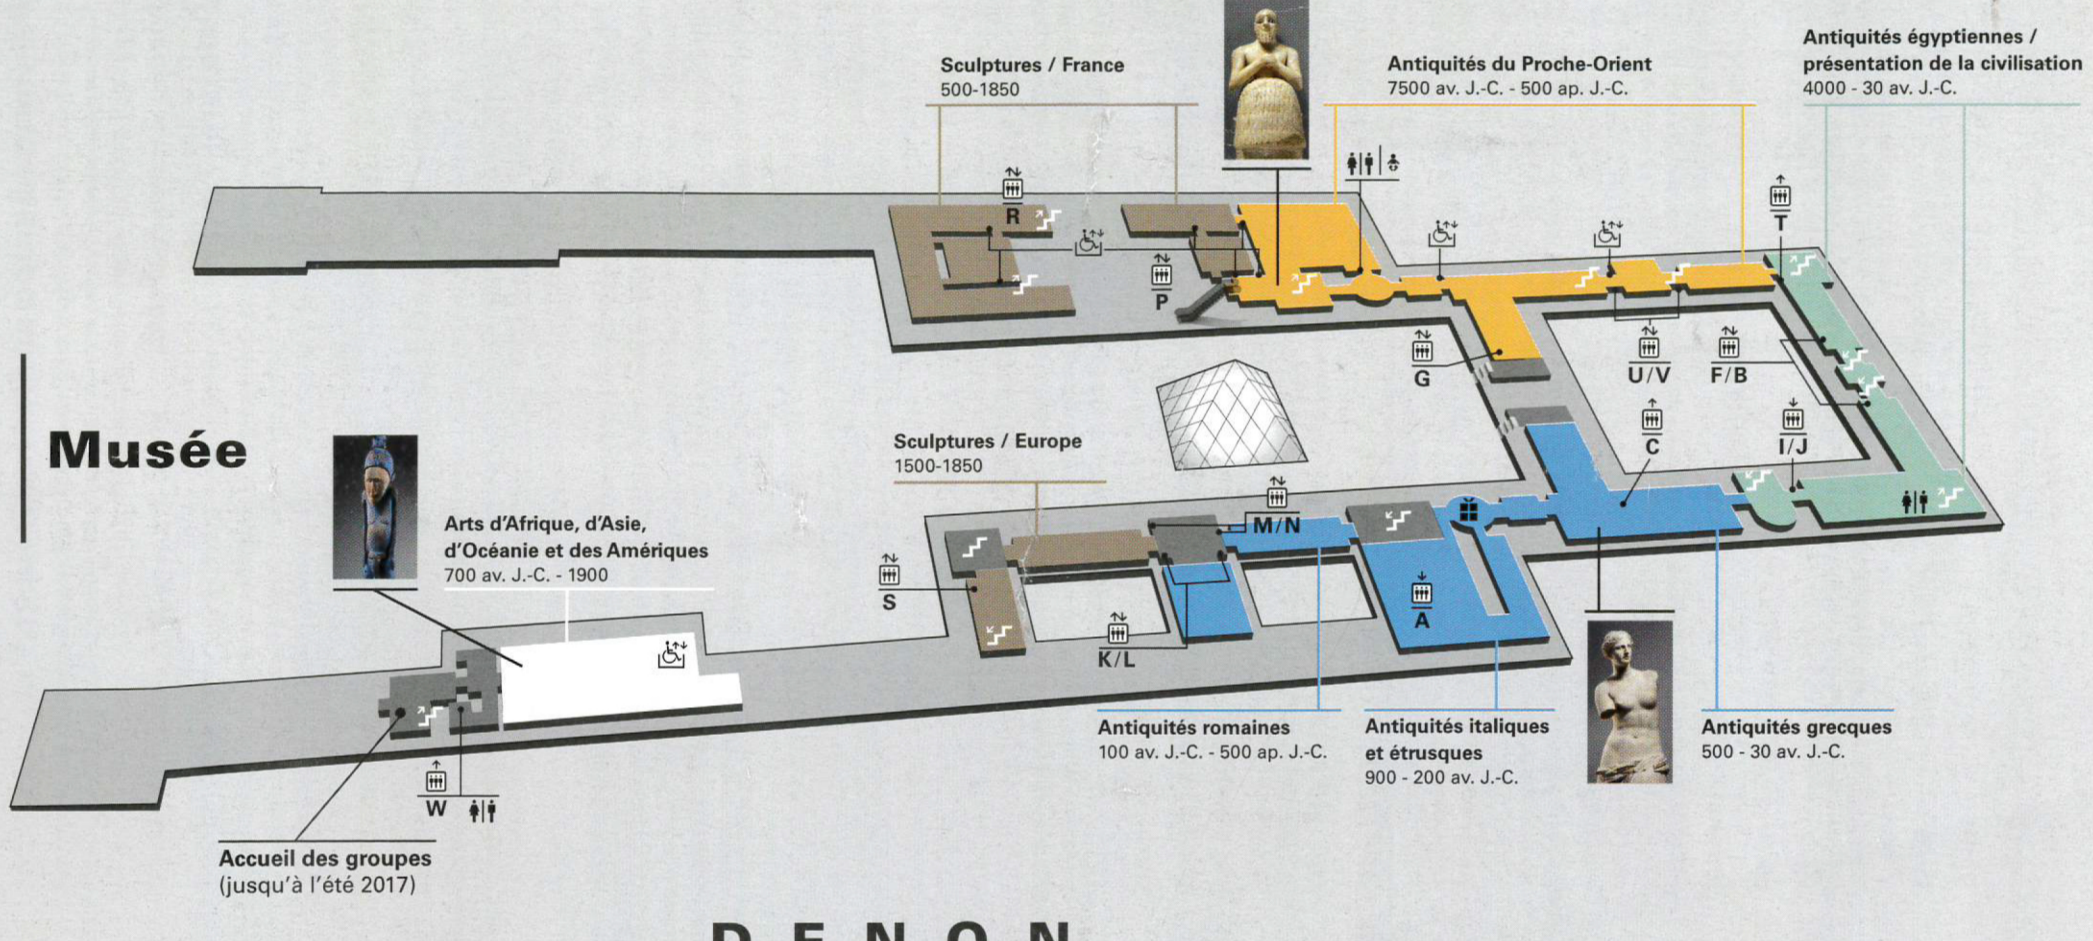 Sculptures / France
500-1850
Antiquités du Proche-Orient
7500 av. J.-C. - 500 ap. J.-C.
Antiquités égyptiennes /
présentation de la civilisation
4000 - 30 av. J.-C.
R
T
P
G
U/V
F/B
C
I/J
Musée
Sculptures / Europe
1500-1850
Arts d'Afrique, d'Asie,
d'Océanie et des Amériques
700 av. J.-C. - 1900
M/N
S
A
K/L
Antiquités romaines
100 av. J.-C. - 500 ap. J.-C.
Antiquités italiques
et étrusques
900 - 200 av. J.-C.
Antiquités grecques
500 - 30 av. J.-C.
W
Accueil des groupes
(jusqu'à l'été 2017)
DENON